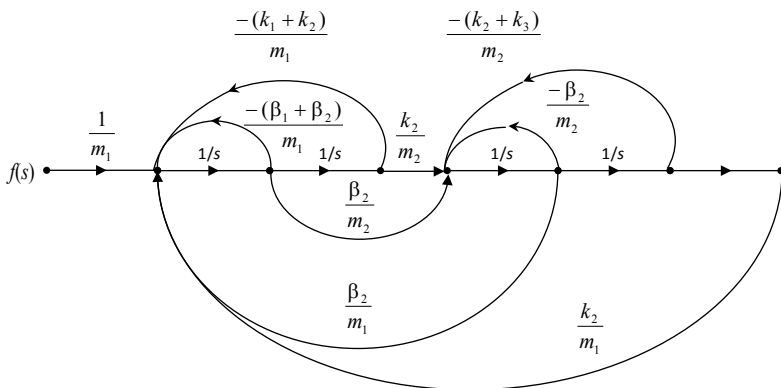 -(k₁ + k₂)/m₁
-(k₂ + k₃)/m₂
-(β₁ + β₂)/m₁
-β₂/m₂
1/m₁
k₂/m₂
f(s)
1/s
1/s
1/s
1/s
β₂/m₂
β₂/m₁
k₂/m₁